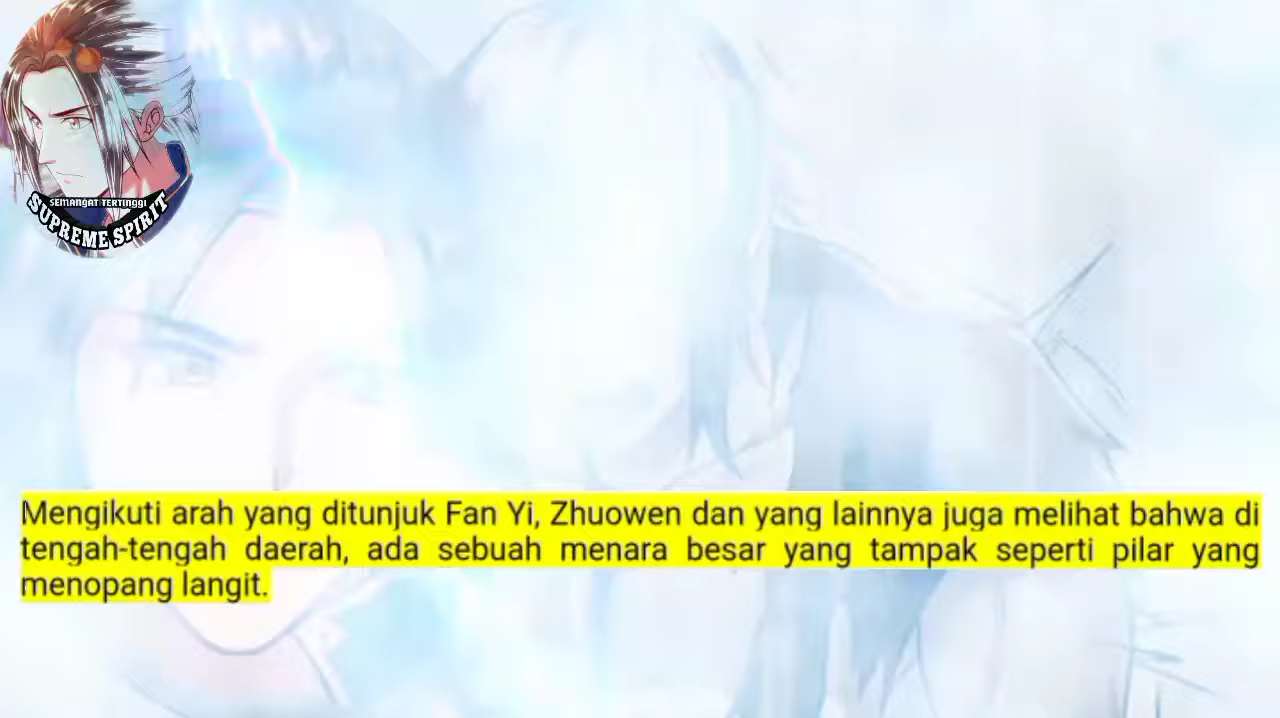 SEMANGAT TERTINGGI
SUPREME SPIRIT
Mengikuti arah yang ditunjuk Fan Yi, Zhuowen dan yang lainnya juga melihat bahwa di
tengah-tengah daerah, ada sebuah menara besar yang tampak seperti pilar yang
menopang langit.